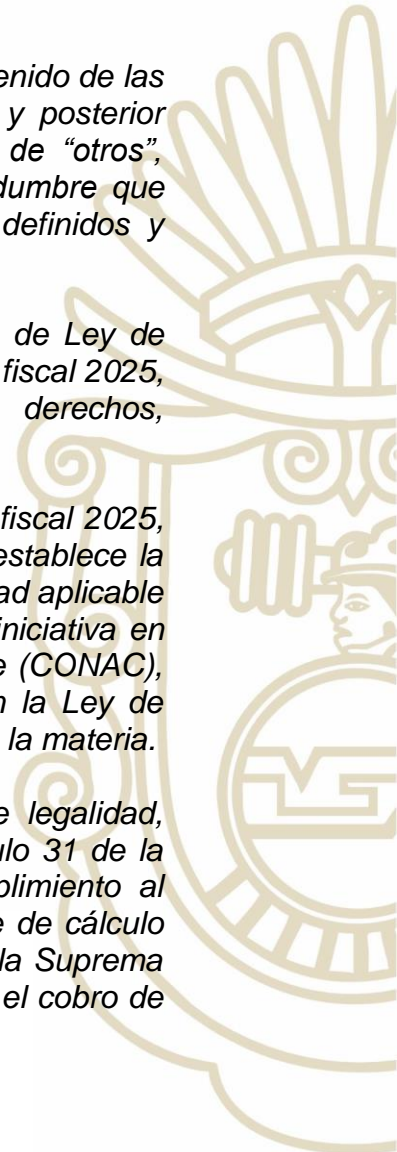 enido de las
y posterior
de “otros”,
dumbre que
definidos y
de Ley de
fiscal 2025,
derechos,
fiscal 2025,
establece la
ad aplicable
iniciativa en
e (CONAC),
n la Ley de
la materia.
e legalidad,
ulo 31 de la
plimiento al
e de cálculo
la Suprema
el cobro de